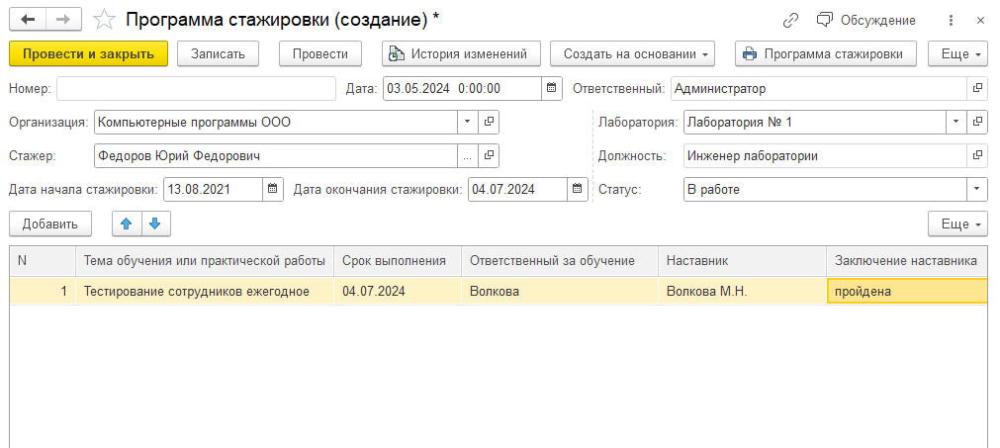 Программа стажировки (создание) *
Обсуждение
Провести и закрыть Записать Провести История изменений Создать на основании Программа стажировки Еще
Номер: Дата: 03.05.2024 0:00:00 Ответственный: Администратор
Организация: Компьютерные программы ООО Лаборатория: Лаборатория № 1
Стажер: Федоров Юрий Федорович ... Должность: Инженер лаборатории
Дата начала стажировки: 13.08.2021 Дата окончания стажировки: 04.07.2024 Статус: В работе
Добавить Еще
N Тема обучения или практической работы Срок выполнения Ответственный за обучение Наставник Заключение наставника
1 Тестирование сотрудников ежегодное 04.07.2024 Волкова Волкова М.Н. пройдена